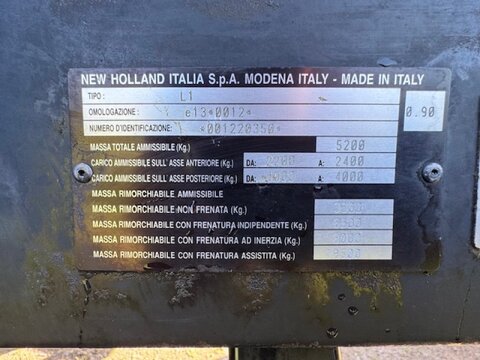 NEW HOLLAND ITALIA S.p.A. MODENA ITALY - MADE IN ITALY
TIPO: L1
OMOLOGAZIONE: e13*0012* 0.90
NUMERO D'IDENTIFICAZIONE: *001220350*
MASSA TOTALE AMMISSIBILE (Kg.) 5200
CARICO AMMISSIBILE SULL' ASSE ANTERIORE (Kg.) DA: 2200 A: 2400
CARICO AMMISSIBILE SULL' ASSE POSTERIORE (Kg.) DA: A: 4000
MASSA RIMORCHIABILE AMMISSIBILE
MASSA RIMORCHIABILE NON FRENATA (Kg.)
MASSA RIMORCHIABILE CON FRENATURA INDIPENDENTE (Kg.)
MASSA RIMORCHIABILE CON FRENATURA AD INERZIA (Kg.)
MASSA RIMORCHIABILE CON FRENATURA ASSISTITA (Kg.)